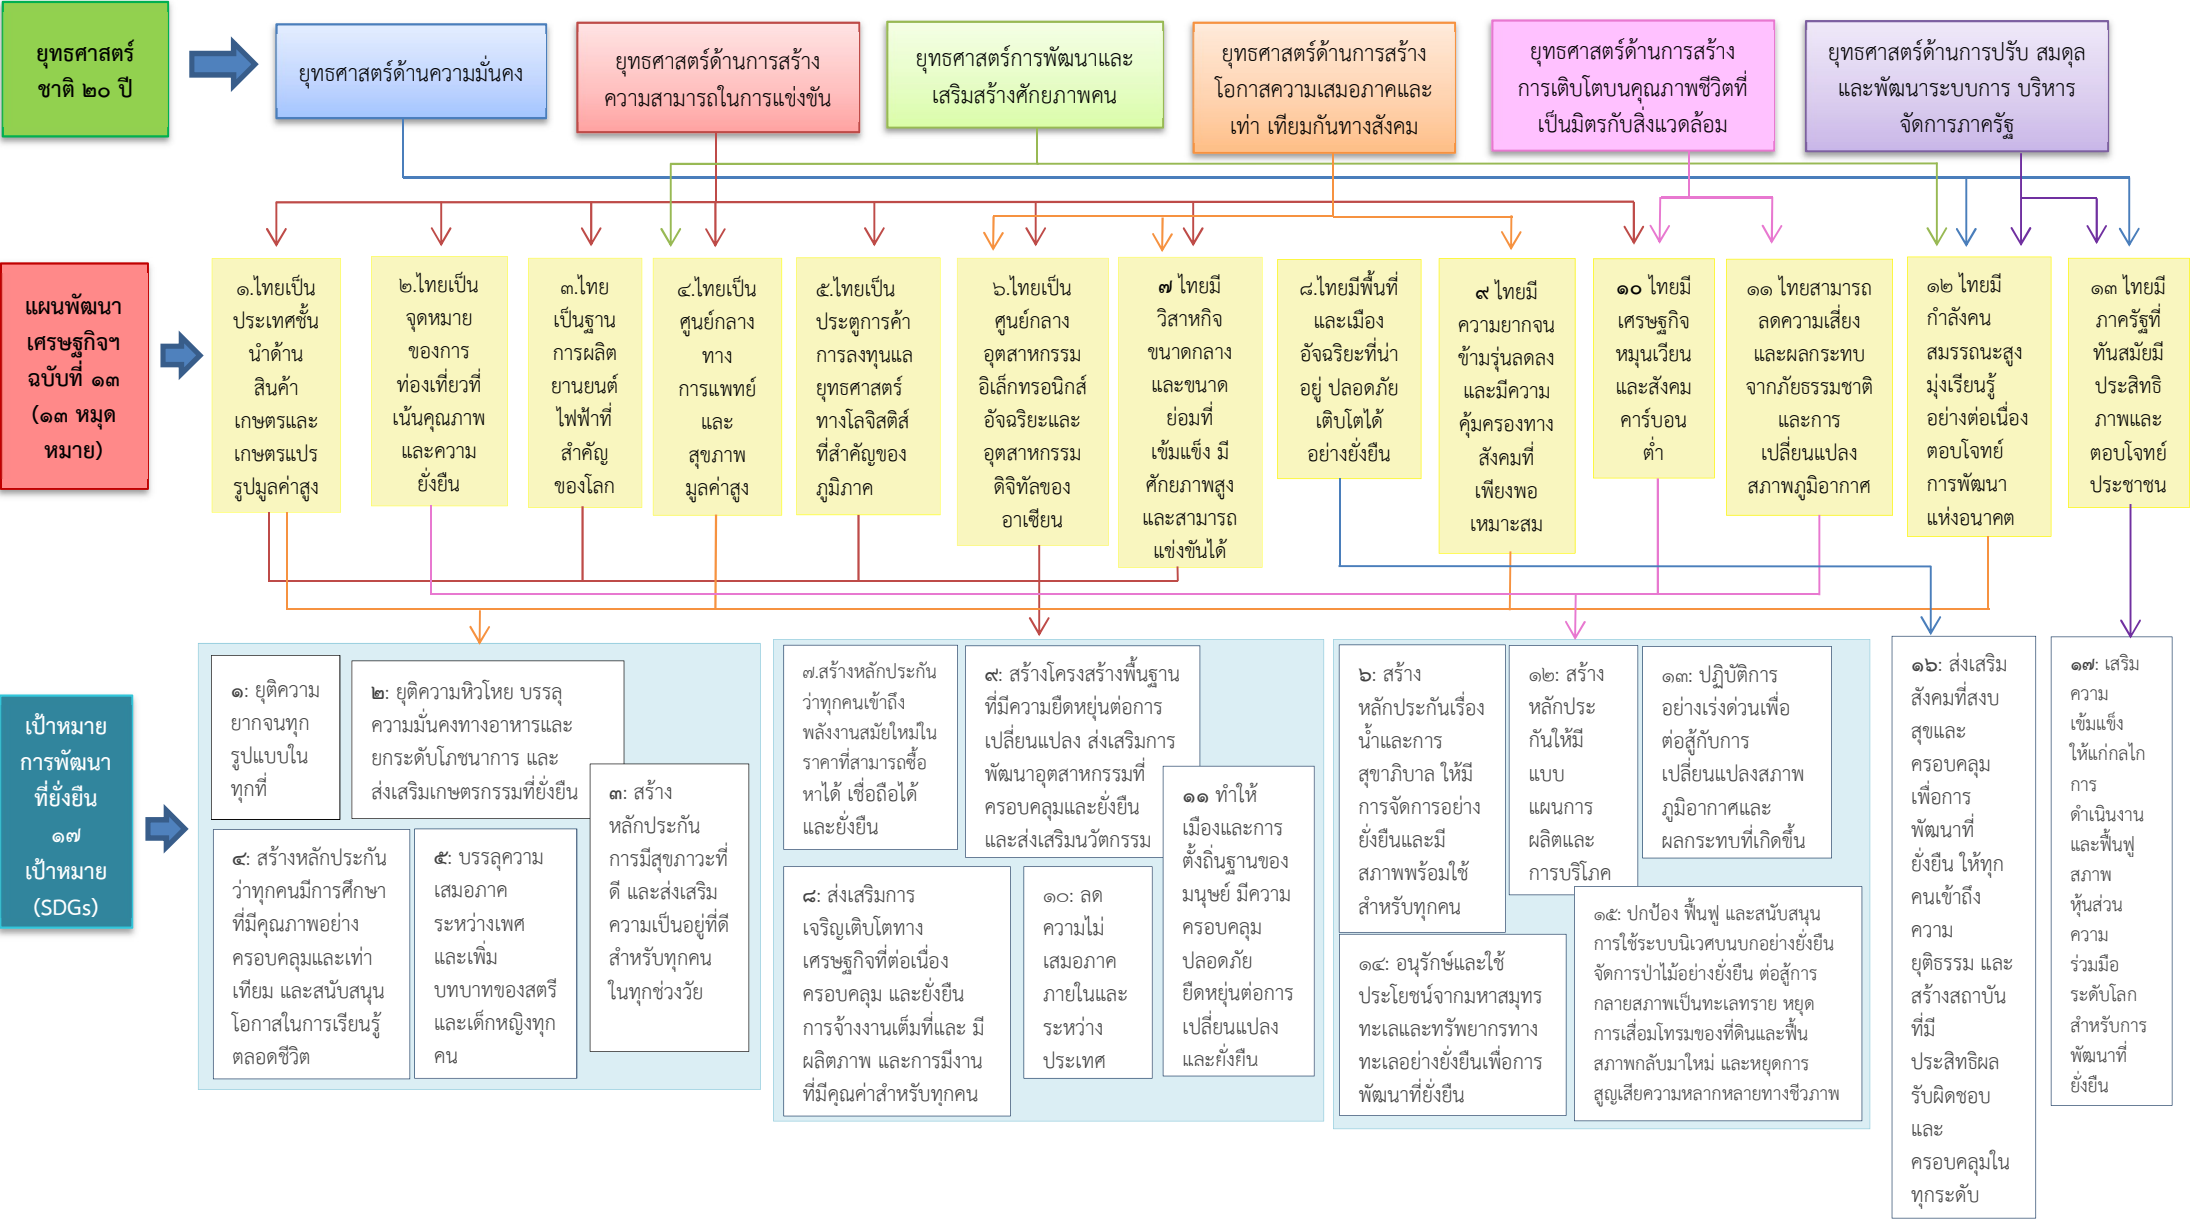 ยุทธศาสตร์
ชาติ ๒๐ ปี
ยุทธศาสตร์ด้านความมั่นคง
ยุทธศาสตร์ด้านการสร้าง
ความสามารถในการแข่งขัน
ยุทธศาสตร์การพัฒนาและ
เสริมสร้างศักยภาพคน
ยุทธศาสตร์ด้านการสร้าง
โอกาสความเสมอภาคและ
เท่า เทียมกันทางสังคม
ยุทธศาสตร์ด้านการสร้าง
การเติบโตบนคุณภาพชีวิตที่
เป็นมิตรกับสิ่งแวดล้อม
ยุทธศาสตร์ด้านการปรับ สมดุล
และพัฒนาระบบการ บริหาร
จัดการภาครัฐ
แผนพัฒนา
เศรษฐกิจฯ
ฉบับที่ ๑๓
(๑๓ หมุด
หมาย)
๑.ไทยเป็น
ประเทศชั้น
นำด้าน
สินค้า
เกษตรและ
เกษตรแปร
รูปมูลค่าสูง
๒.ไทยเป็น
จุดหมาย
ของการ
ท่องเที่ยวที่
เน้นคุณภาพ
และความ
ยั่งยืน
๓.ไทย
เป็นฐาน
การผลิต
ยานยนต์
ไฟฟ้าที่
สำคัญ
ของโลก
๔.ไทยเป็น
ศูนย์กลาง
ทาง
การแพทย์
และ
สุขภาพ
มูลค่าสูง
๕.ไทยเป็น
ประตูการค้า
การลงทุนแล
ยุทธศาสตร์
ทางโลจิสติส์
ที่สำคัญของ
ภูมิภาค
๖.ไทยเป็น
ศูนย์กลาง
อุตสาหกรรม
อิเล็กทรอนิกส์
อัจฉริยะและ
อุตสาหกรรม
ดิจิทัลของ
อาเซียน
๗ ไทยมี
วิสาหกิจ
ขนาดกลาง
และขนาด
ย่อมที่
เข้มแข็ง มี
ศักยภาพสูง
และสามารถ
แข่งขันได้
๘.ไทยมีพื้นที่
และเมือง
อัจฉริยะที่น่า
อยู่ ปลอดภัย
เติบโตได้
อย่างยั่งยืน
๙ ไทยมี
ความยากจน
ข้ามรุ่นลดลง
และมีความ
คุ้มครองทาง
สังคมที่
เพียงพอ
เหมาะสม
๑๐ ไทยมี
เศรษฐกิจ
หมุนเวียน
และสังคม
คาร์บอน
ต่ำ
๑๑ ไทยสามารถ
ลดความเสี่ยง
และผลกระทบ
จากภัยธรรมชาติ
และการ
เปลี่ยนแปลง
สภาพภูมิอากาศ
๑๒ ไทยมี
กำลังคน
สมรรถนะสูง
มุ่งเรียนรู้
อย่างต่อเนื่อง
ตอบโจทย์
การพัฒนา
แห่งอนาคต
๑๓ ไทยมี
ภาครัฐที่
ทันสมัยมี
ประสิทธิ
ภาพและ
ตอบโจทย์
ประชาชน
เป้าหมาย
การพัฒนา
ที่ยั่งยืน
๑๗
เป้าหมาย
(SDGs)
๑: ยุติความ
ยากจนทุก
รูปแบบใน
ทุกที่
๒: ยุติความหิวโหย บรรลุ
ความมั่นคงทางอาหารและ
ยกระดับโภชนาการ และ
ส่งเสริมเกษตรกรรมที่ยั่งยืน
๓: สร้าง
หลักประกัน
การมีสุขภาวะที่
ดี และส่งเสริม
ความเป็นอยู่ที่ดี
สำหรับทุกคน
ในทุกช่วงวัย
๔: สร้างหลักประกัน
ว่าทุกคนมีการศึกษา
ที่มีคุณภาพอย่าง
ครอบคลุมและเท่า
เทียม และสนับสนุน
โอกาสในการเรียนรู้
ตลอดชีวิต
๕: บรรลุความ
เสมอภาค
ระหว่างเพศ
และเพิ่ม
บทบาทของสตรี
และเด็กหญิงทุก
คน
๗.สร้างหลักประกัน
ว่าทุกคนเข้าถึง
พลังงานสมัยใหม่ใน
ราคาที่สามารถซื้อ
หาได้ เชื่อถือได้
และยั่งยืน
๙: สร้างโครงสร้างพื้นฐาน
ที่มีความยืดหยุ่นต่อการ
เปลี่ยนแปลง ส่งเสริมการ
พัฒนาอุตสาหกรรมที่
ครอบคลุมและยั่งยืน
และส่งเสริมนวัตกรรม
๑๑ ทำให้
เมืองและการ
ตั้งถิ่นฐานของ
มนุษย์ มีความ
ครอบคลุม
ปลอดภัย
ยืดหยุ่นต่อการ
เปลี่ยนแปลง
และยั่งยืน
๘: ส่งเสริมการ
เจริญเติบโตทาง
เศรษฐกิจที่ต่อเนื่อง
ครอบคลุม และยั่งยืน
การจ้างงานเต็มที่และ มี
ผลิตภาพ และการมีงาน
ที่มีคุณค่าสำหรับทุกคน
๑๐: ลด
ความไม่
เสมอภาค
ภายในและ
ระหว่าง
ประเทศ
๖: สร้าง
หลักประกันเรื่อง
น้ำและการ
สุขาภิบาล ให้มี
การจัดการอย่าง
ยั่งยืนและมี
สภาพพร้อมใช้
สำหรับทุกคน
๑๒: สร้าง
หลักประ
กันให้มี
แบบ
แผนการ
ผลิตและ
การบริโภค
๑๓: ปฏิบัติการ
อย่างเร่งด่วนเพื่อ
ต่อสู้กับการ
เปลี่ยนแปลงสภาพ
ภูมิอากาศและ
ผลกระทบที่เกิดขึ้น
๑๔: อนุรักษ์และใช้
ประโยชน์จากมหาสมุทร
ทะเลและทรัพยากรทาง
ทะเลอย่างยั่งยืนเพื่อการ
พัฒนาที่ยั่งยืน
๑๕: ปกป้อง ฟื้นฟู และสนับสนุน
การใช้ระบบนิเวศบนบกอย่างยั่งยืน
จัดการป่าไม้อย่างยั่งยืน ต่อสู้การ
กลายสภาพเป็นทะเลทราย หยุด
การเสื่อมโทรมของที่ดินและฟื้น
สภาพกลับมาใหม่ และหยุดการ
สูญเสียความหลากหลายทางชีวภาพ
๑๖: ส่งเสริม
สังคมที่สงบ
สุขและ
ครอบคลุม
เพื่อการ
พัฒนาที่
ยั่งยืน ให้ทุก
คนเข้าถึง
ความ
ยุติธรรม และ
สร้างสถาบัน
ที่มี
ประสิทธิผล
รับผิดชอบ
และ
ครอบคลุมใน
ทุกระดับ
๑๗: เสริม
ความ
เข้มแข็ง
ให้แก่กลไก
การ
ดำเนินงาน
และฟื้นฟู
สภาพ
หุ้นส่วน
ความ
ร่วมมือ
ระดับโลก
สำหรับการ
พัฒนาที่
ยั่งยืน